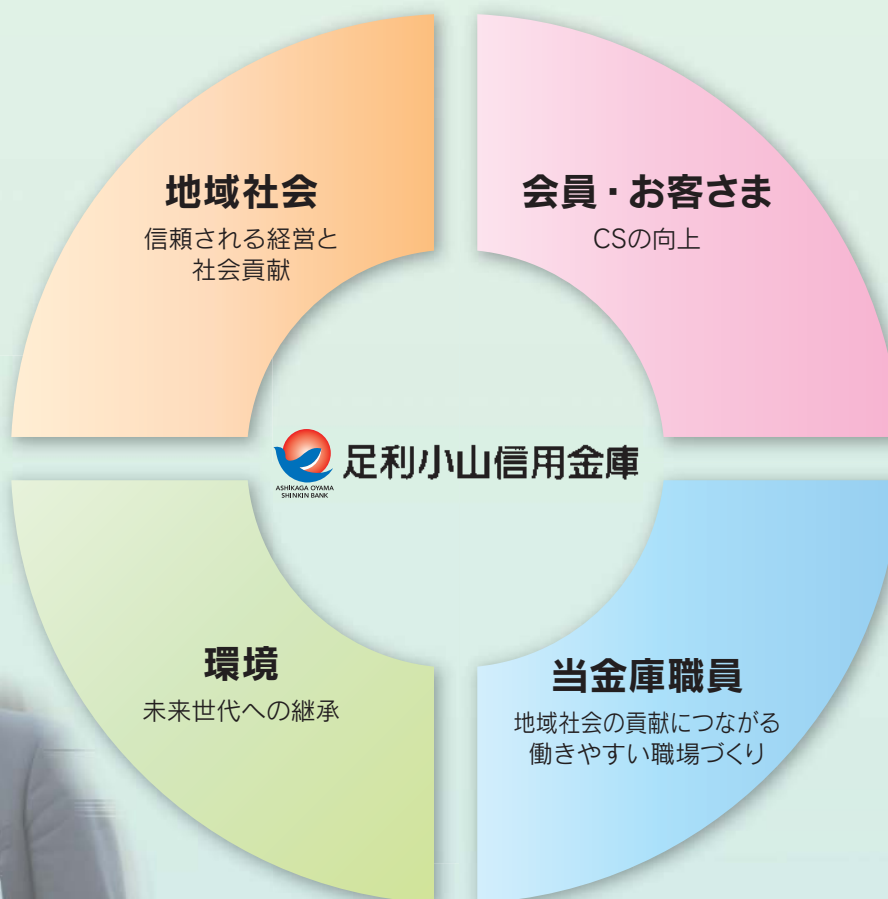 地域社会
信頼される経営と
社会貢献
会員・お客さま
CSの向上
ASHIKAGA OYAMA
SHINKIN BANK
足利小山信用金庫
環境
未来世代への継承
当金庫職員
地域社会の貢献につながる
働きやすい職場づくり